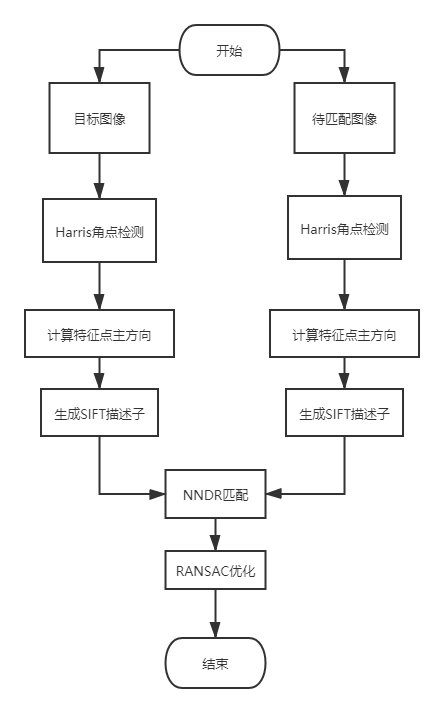 开始
目标图像
待匹配图像
Harris角点检测
Harris角点检测
计算特征点主方向
计算特征点主方向
生成SIFT描述子
生成SIFT描述子
NNDR匹配
RANSAC优化
结束